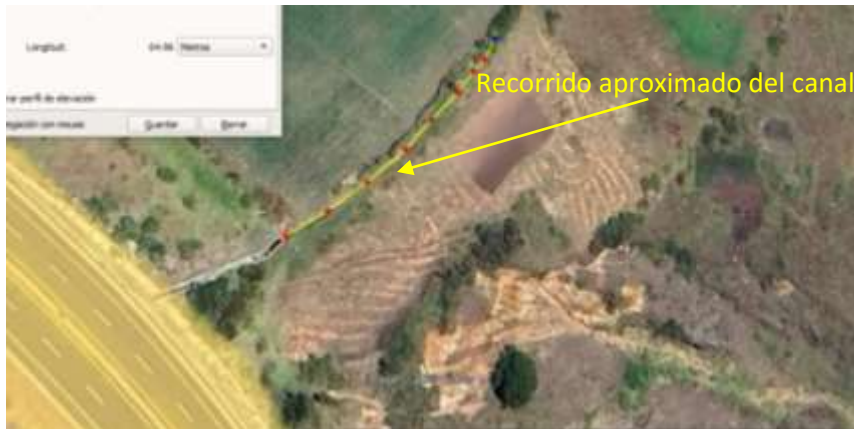 Longitud:
Metros
Recorrido aproximado del canal
perfil de elevación
Guardar Borrar